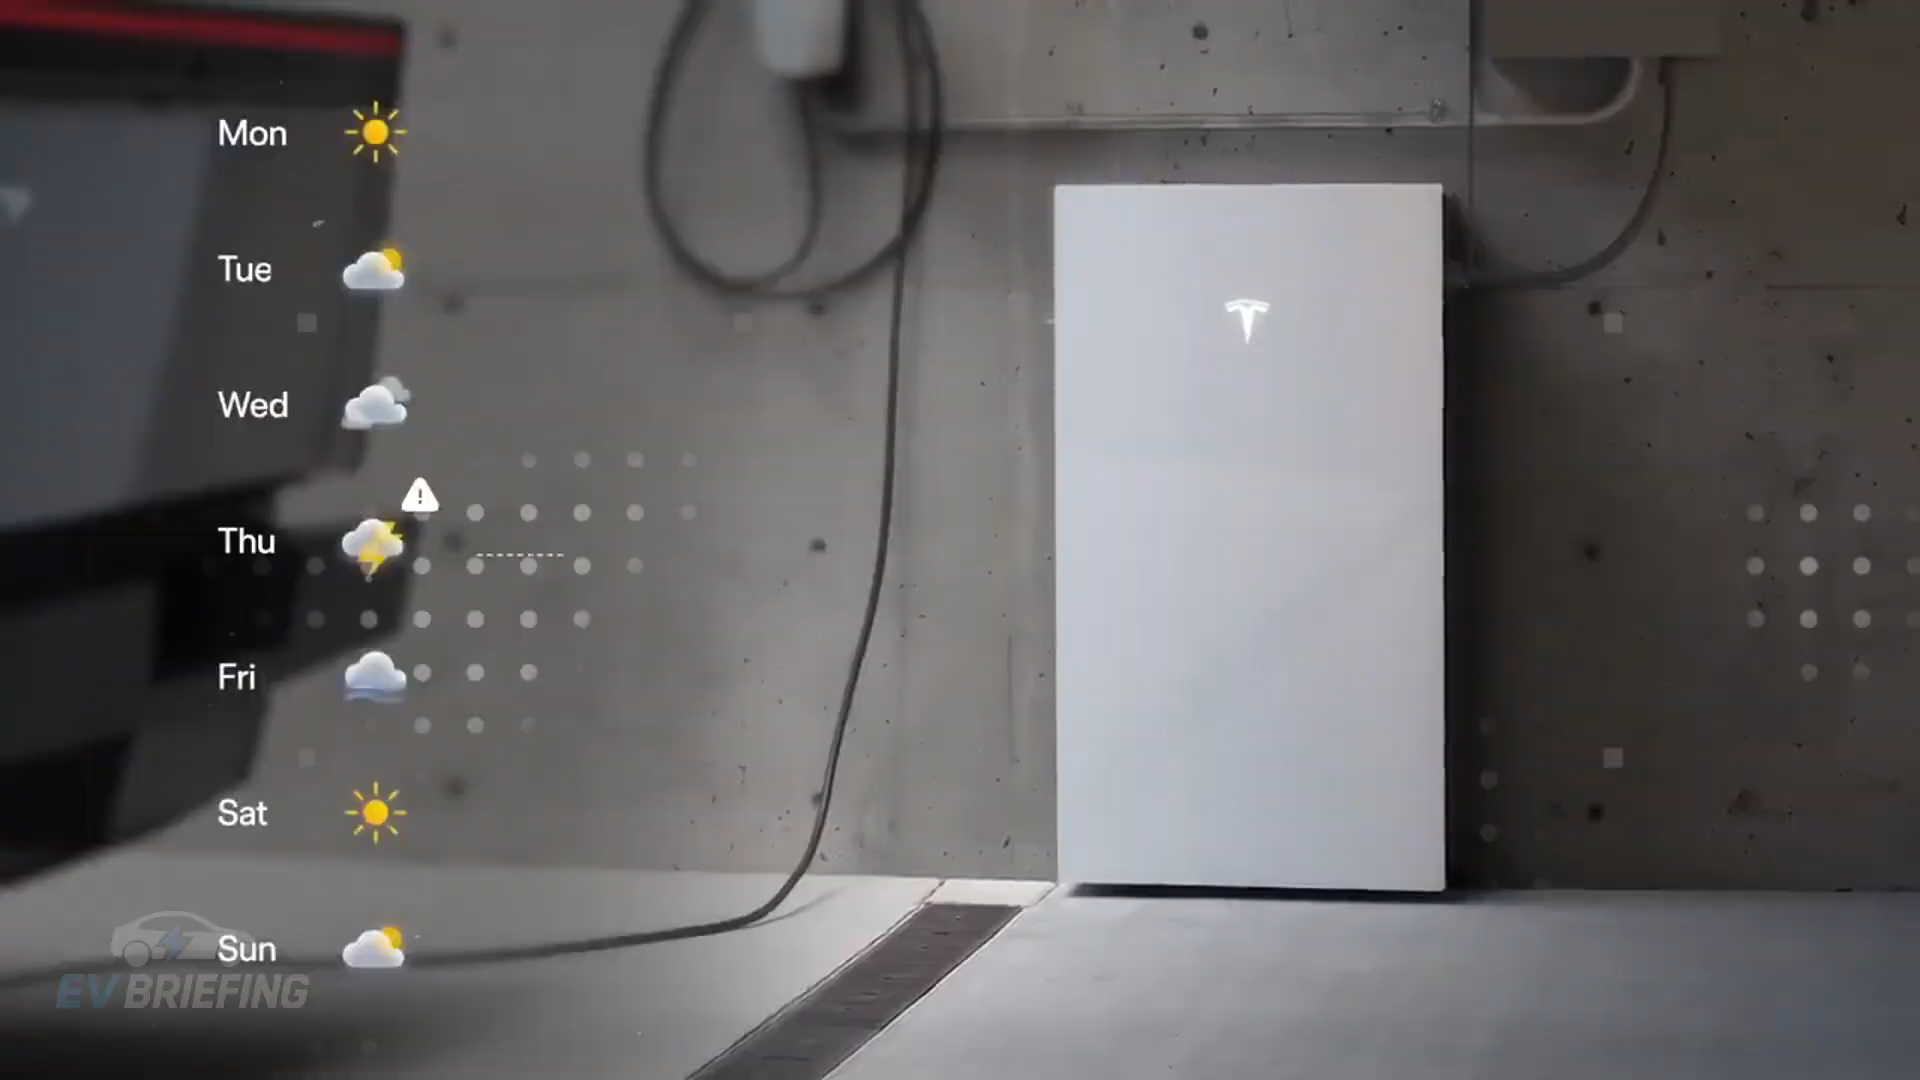 Mon
Tue
Wed
Thu
Fri
Sat
Sun
EV BRIEFING